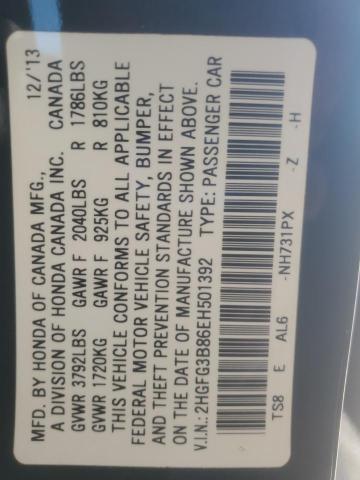 MFD. BY HONDA OF CANADA MFG., 12/'13
A DIVISION OF HONDA CANADA INC. CANADA
GVWR 3792LBS GAWR F 2040LBS R 1786LBS
GVWR 1720KG GAWR F 925KG R 810KG
THIS VEHICLE CONFORMS TO ALL APPLICABLE
FEDERAL MOTOR VEHICLE SAFETY, BUMPER,
AND THEFT PREVENTION STANDARDS IN EFFECT
ON THE DATE OF MANUFACTURE SHOWN ABOVE.
V.I.N.: 2HGFG3B86EH501392 TYPE: PASSENGER CAR
TS8 E AL6 -NH731PX -Z -H